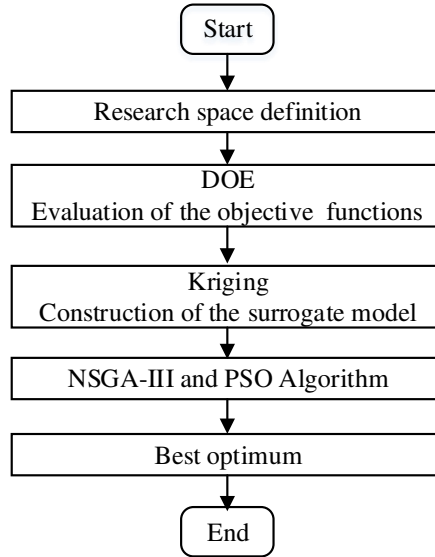 Start
Research space definition
DOE
Evaluation of the objective functions
Kriging
Construction of the surrogate model
NSGA-III and PSO Algorithm
Best optimum
End